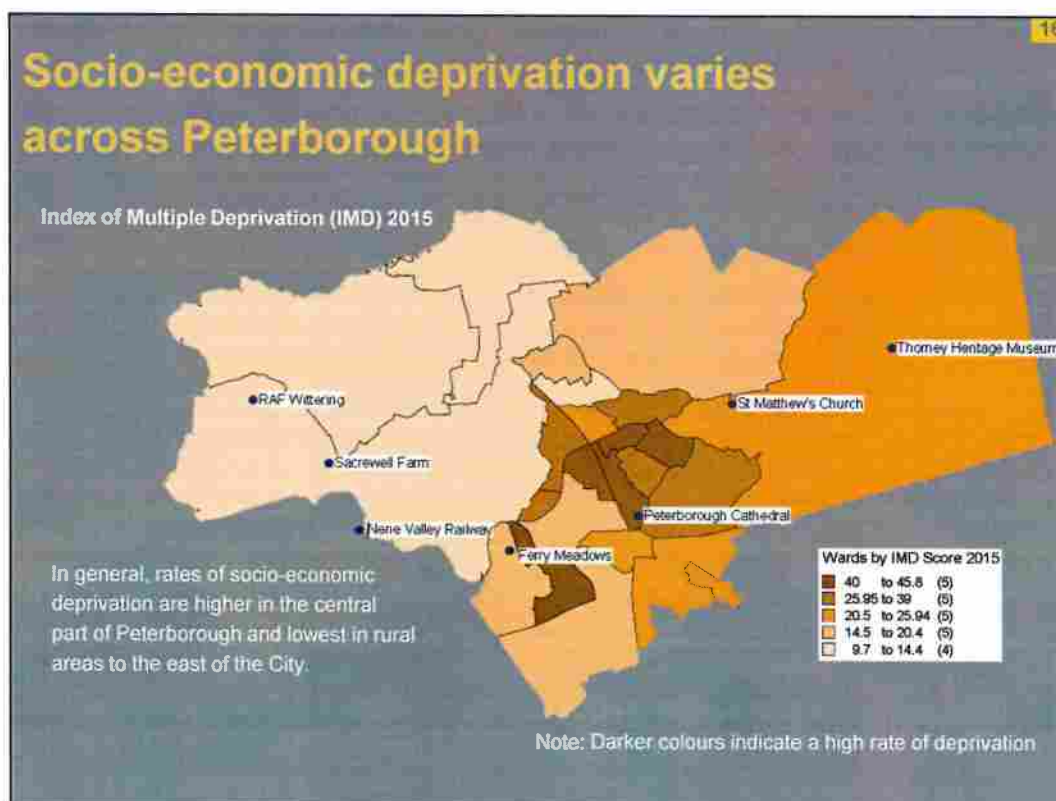 16
Socio-economic deprivation varies
across Peterborough
Index of Multiple Deprivation (IMD) 2015
Thorney Heritage Museum
RAF Wittering
St Matthew's Church
Sacrewell Farm
Peterborough Cathedral
Nene Valley Railway
Ferry Meadows
In general, rates of socio-economic
deprivation are higher in the central
part of Peterborough and lowest in rural
areas to the east of the City.
Wards by IMD Score 2015
40 to 45.8 (5)
25.95 to 39 (5)
20.5 to 25.94 (5)
14.5 to 20.4 (5)
9.7 to 14.4 (4)
Note: Darker colours indicate a high rate of deprivation